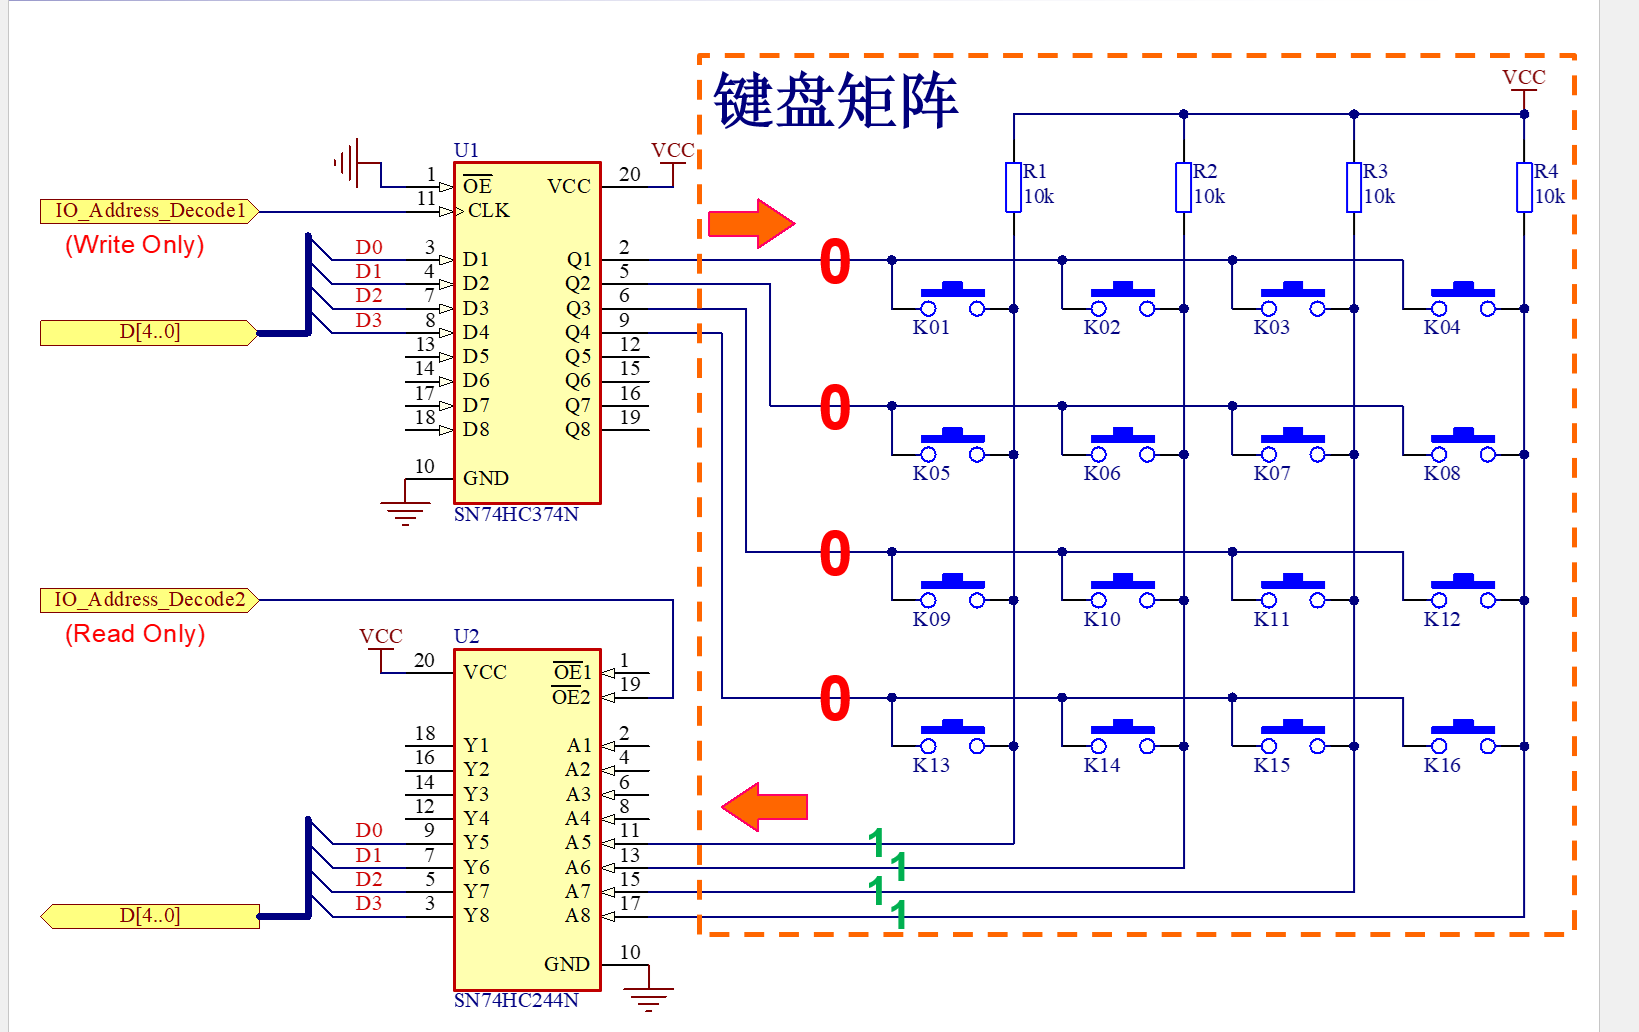 键盘矩阵
VCC
R1
10k
R2
10k
R3
10k
R4
10k
U1
VCC
1 OE VCC 20
IO_Address_Decode1 11 CLK
(Write Only)
D0 3 D1 Q1 2 0
D1 4 D2 Q2 5
D2 7 D3 Q3 6
D[4..0] D3 8 D4 Q4 9
13 D5 Q5 12
14 D6 Q6 15
17 D7 Q7 16
18 D8 Q8 19
10 GND
SN74HC374N
K01 K02 K03 K04
0
K05 K06 K07 K08
0
K09 K10 K11 K12
0
K13 K14 K15 K16
IO_Address_Decode2
(Read Only)
VCC
U2
20 VCC OE1 1
OE2 19
18 Y1 A1 2
16 Y2 A2 4
14 Y3 A3 6
12 Y4 A4 8
D0 9 Y5 A5 11 1
D1 7 Y6 A6 13 1
D2 5 Y7 A7 15 1
D[4..0] D3 3 Y8 A8 17 1
GND 10
SN74HC244N